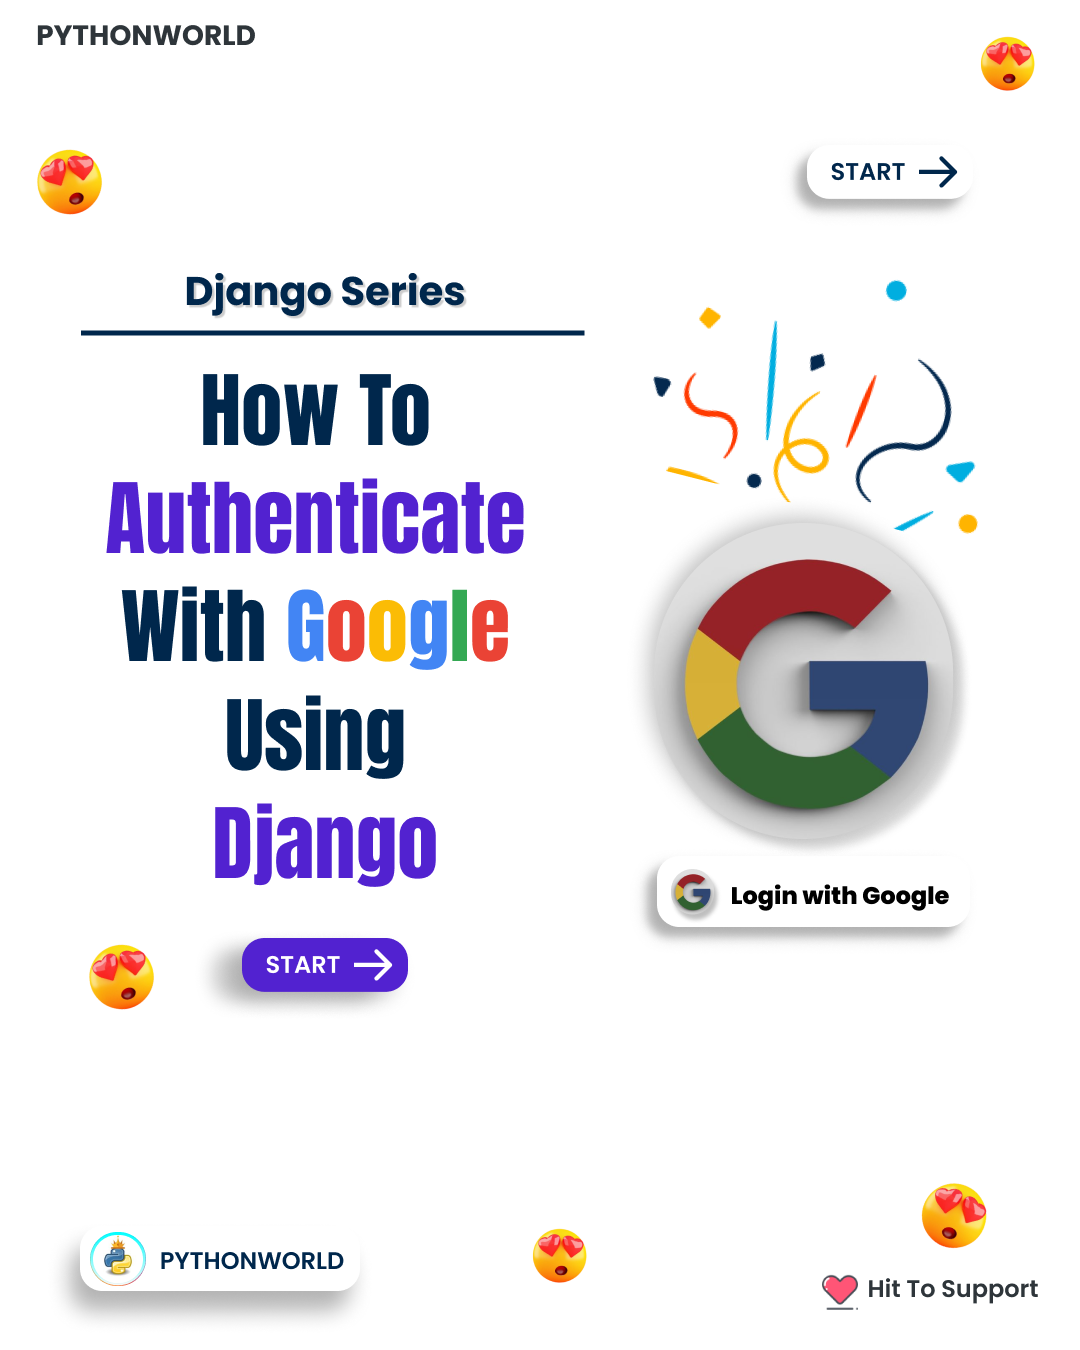 PYTHONWORLD
START
Django Series
How To
Authenticate
With Google
Using
Django
START
Login with Google
PYTHONWORLD
Hit To Support